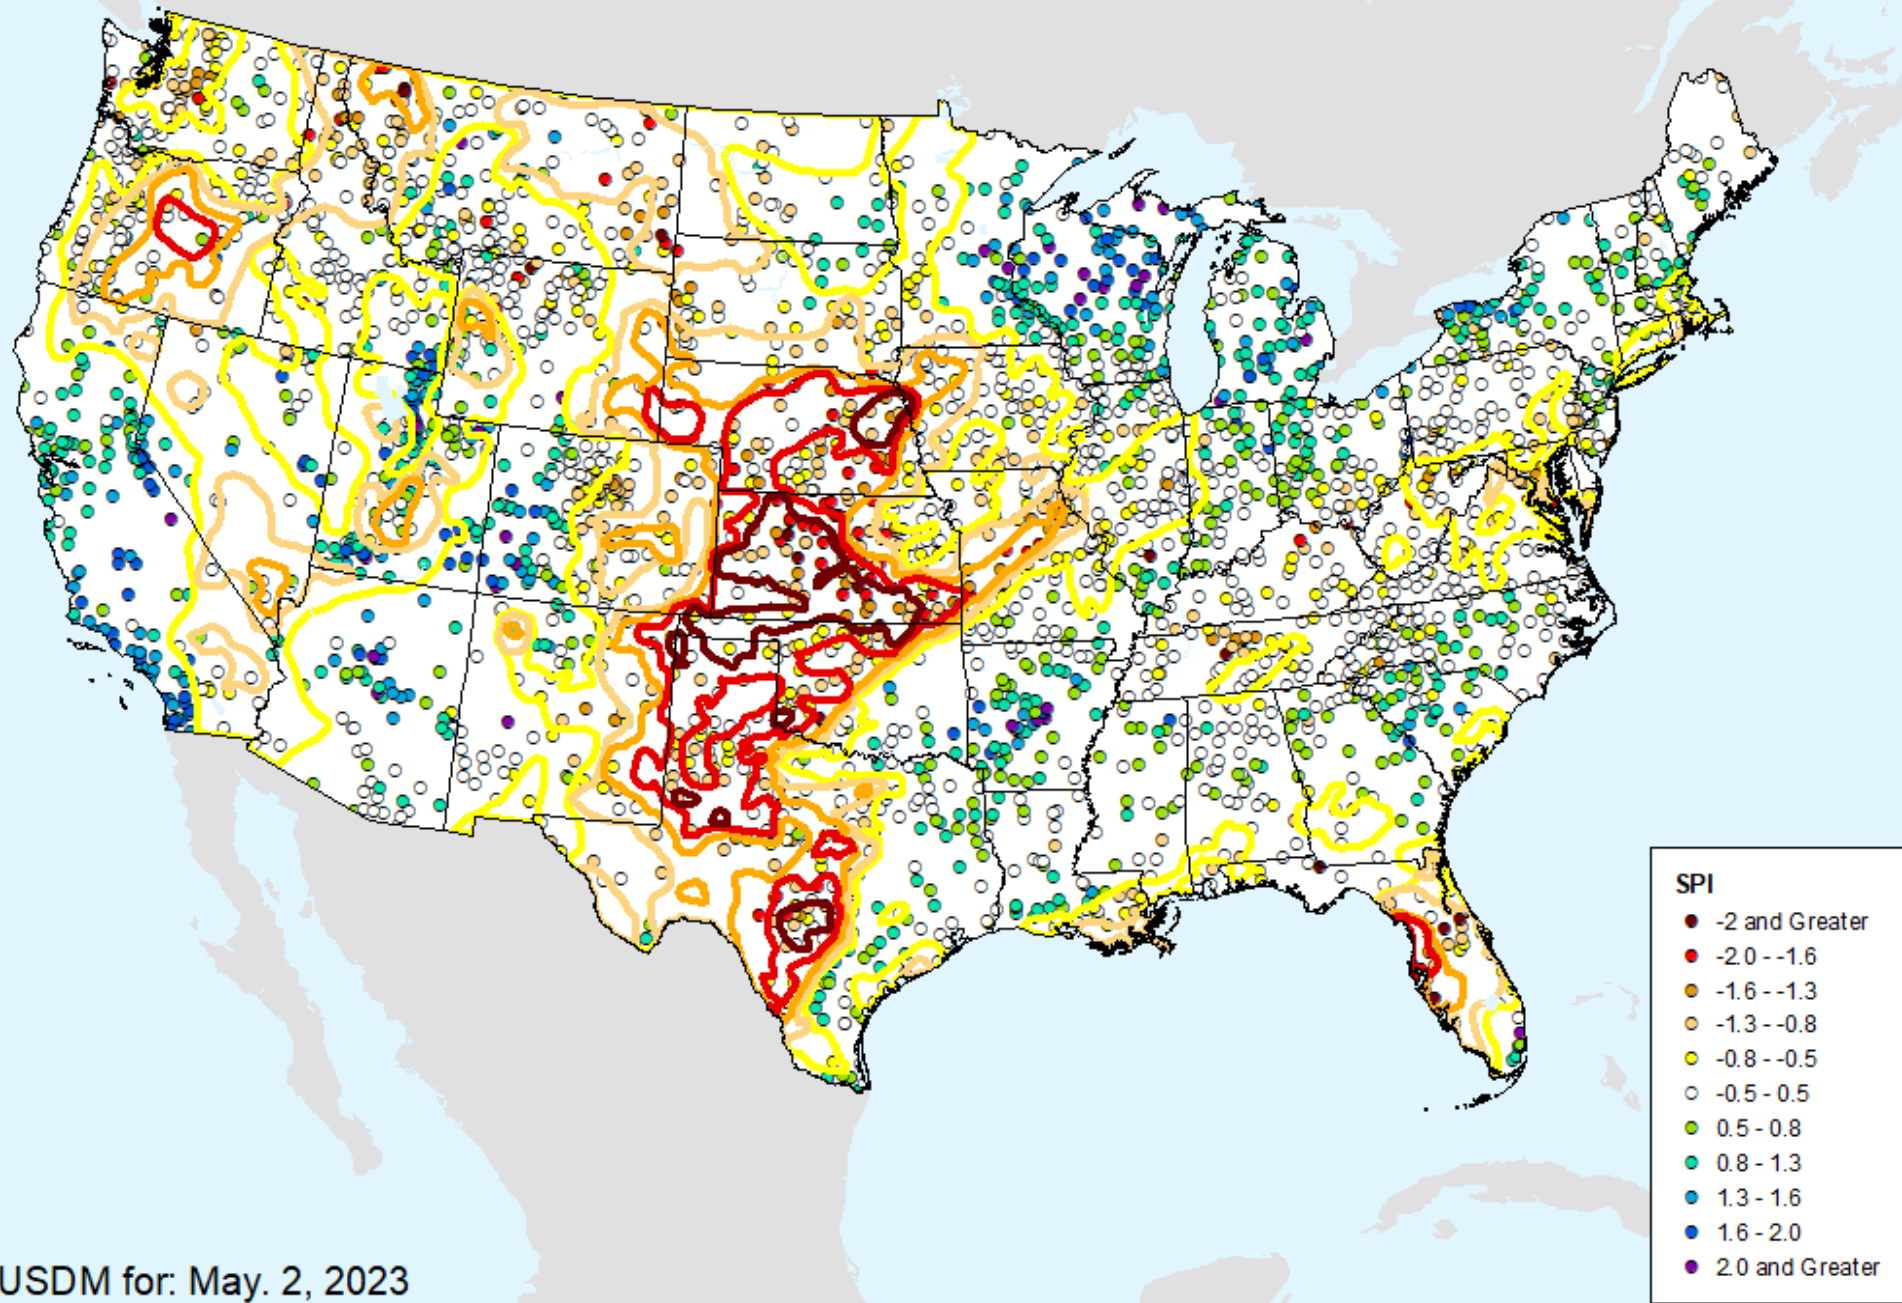 SPI
-2 and Greater
-2.0 - -1.6
-1.6 - -1.3
-1.3 - -0.8
-0.8 - -0.5
-0.5 - 0.5
0.5 - 0.8
0.8 - 1.3
1.3 - 1.6
1.6 - 2.0
2.0 and Greater
USDM for: May. 2, 2023